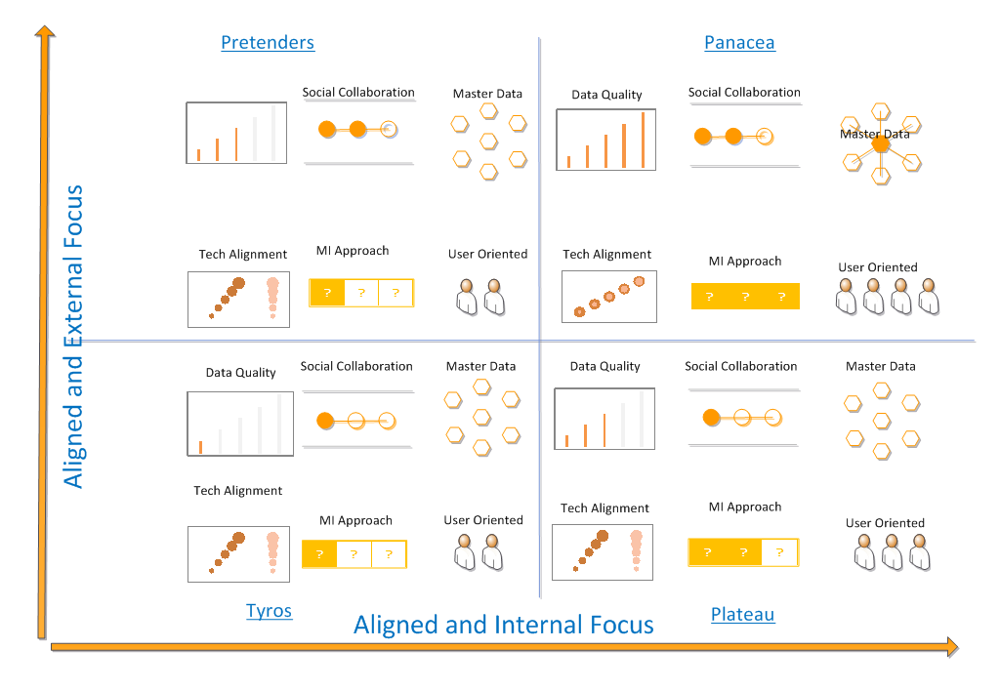 Pretenders
Panacea
Social Collaboration
Master Data
Data Quality
Social Collaboration
Master Data
Tech Alignment
MI Approach
User Oriented
Tech Alignment
MI Approach
User Oriented
? ? ?
? ? ?
Aligned and External Focus
Data Quality
Social Collaboration
Master Data
Data Quality
Social Collaboration
Master Data
Tech Alignment
MI Approach
User Oriented
Tech Alignment
MI Approach
User Oriented
? ? ?
? ? ?
Tyros
Aligned and Internal Focus
Plateau